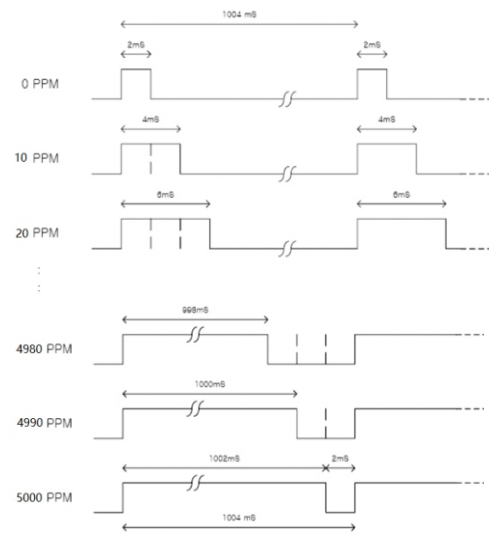 1004 mS
2mS 2mS
0 PPM
4mS 4mS
10 PPM
6mS 6mS
20 PPM
:
:
998mS
4980 PPM
1000mS
4990 PPM
1002mS 2mS
5000 PPM
1004 mS